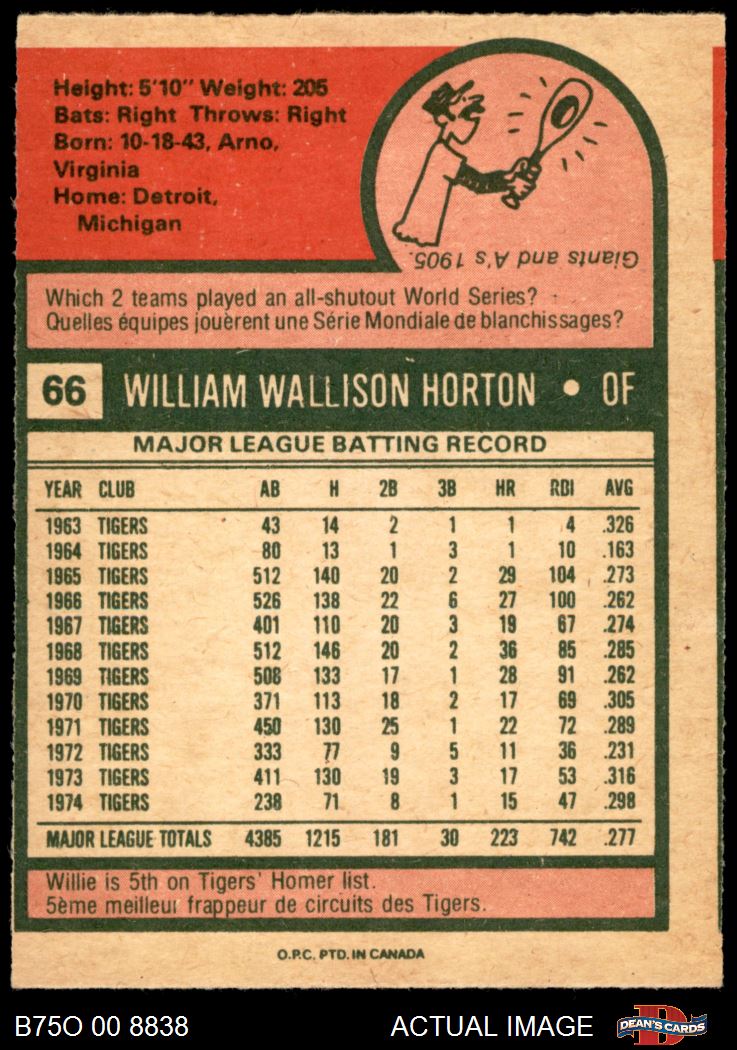 Height: 5'10" Weight: 205
Bats: Right Throws: Right
Born: 10-18-43, Arno,
Virginia
Home: Detroit,
Michigan
Giants and A's 1905.
Which 2 teams played an all-shutout World Series?
Quelles équipes jouèrent une Série Mondiale de blanchissages?
66 WILLIAM WALLISON HORTON • OF
MAJOR LEAGUE BATTING RECORD
YEAR CLUB AB H 2B 3B HR RBI AVG
1963 TIGERS 43 14 2 1 1 4 .326
1964 TIGERS 80 13 1 3 1 10 .163
1965 TIGERS 512 140 20 2 29 104 .273
1966 TIGERS 526 138 22 6 27 100 .262
1967 TIGERS 401 110 20 3 19 67 .274
1968 TIGERS 512 146 20 2 36 85 .285
1969 TIGERS 508 133 17 1 28 91 .262
1970 TIGERS 371 113 18 2 17 69 .305
1971 TIGERS 450 130 25 1 22 72 .289
1972 TIGERS 333 77 9 5 11 36 .231
1973 TIGERS 411 130 19 3 17 53 .316
1974 TIGERS 238 71 8 1 15 47 .298
MAJOR LEAGUE TOTALS 4385 1215 181 30 223 742 .277
Willie is 5th on Tigers' Homer list.
5ème meilleur frappeur de circuits des Tigers.
O.P.C. PTD. IN CANADA
B75O 00 8838 ACTUAL IMAGE DEAN'S CARDS